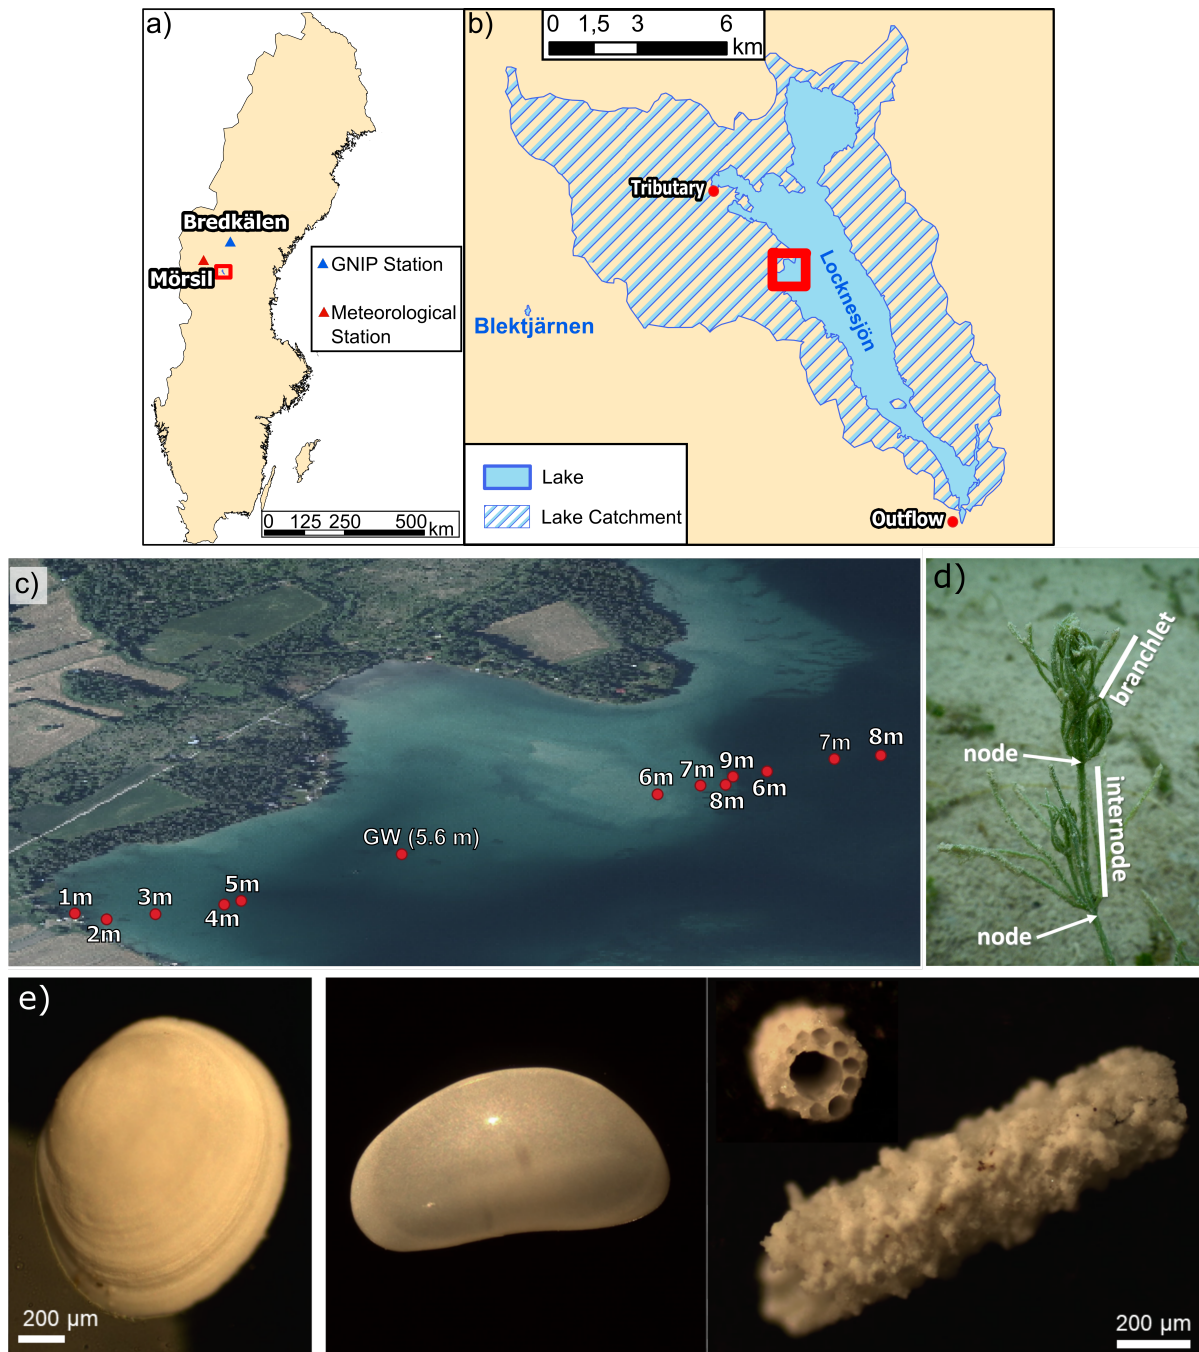 a)
Bredkälen
Mörsil
GNIP Station
Meteorological
Station
0 125 250 500 km
b)
0 1,5 3 6
km
Tributary
Locknesjön
Blektjärnen
Lake
Lake Catchment
Outflow
c)
1m
2m
3m
4m
5m
GW (5.6 m)
6m
7m
8m
9m
6m
7m
8m
d)
branchlet
node
internode
node
e)
200 µm
200 µm